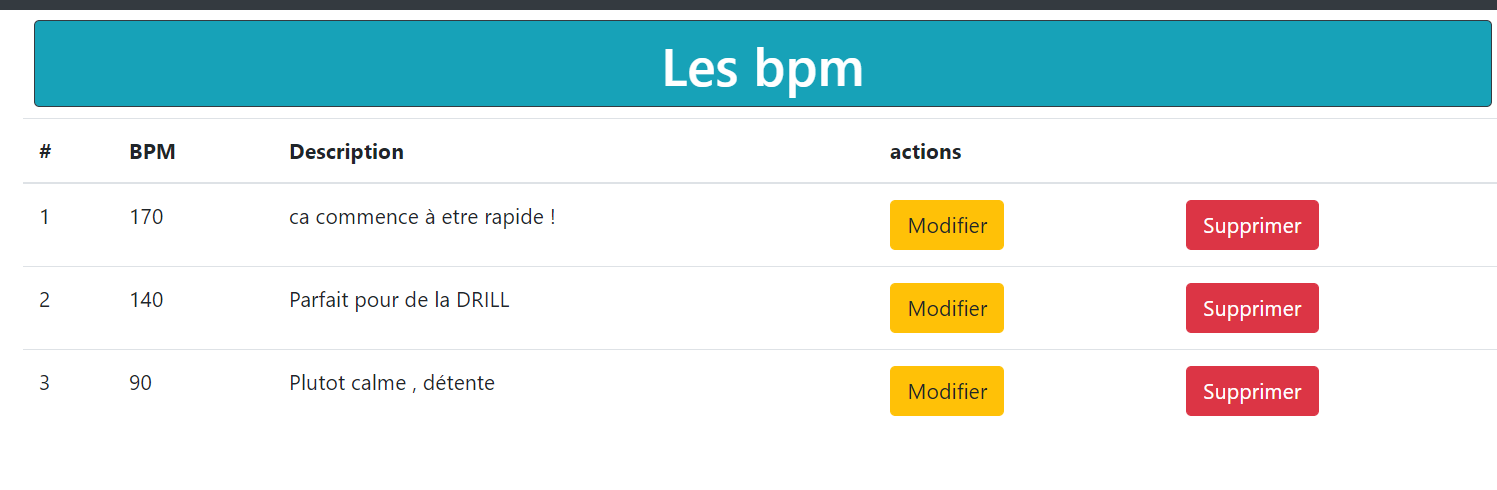 Les bpm
# BPM Description actions
1 170 ca commence à etre rapide ! Modifier Supprimer
2 140 Parfait pour de la DRILL Modifier Supprimer
3 90 Plutot calme , détente Modifier Supprimer